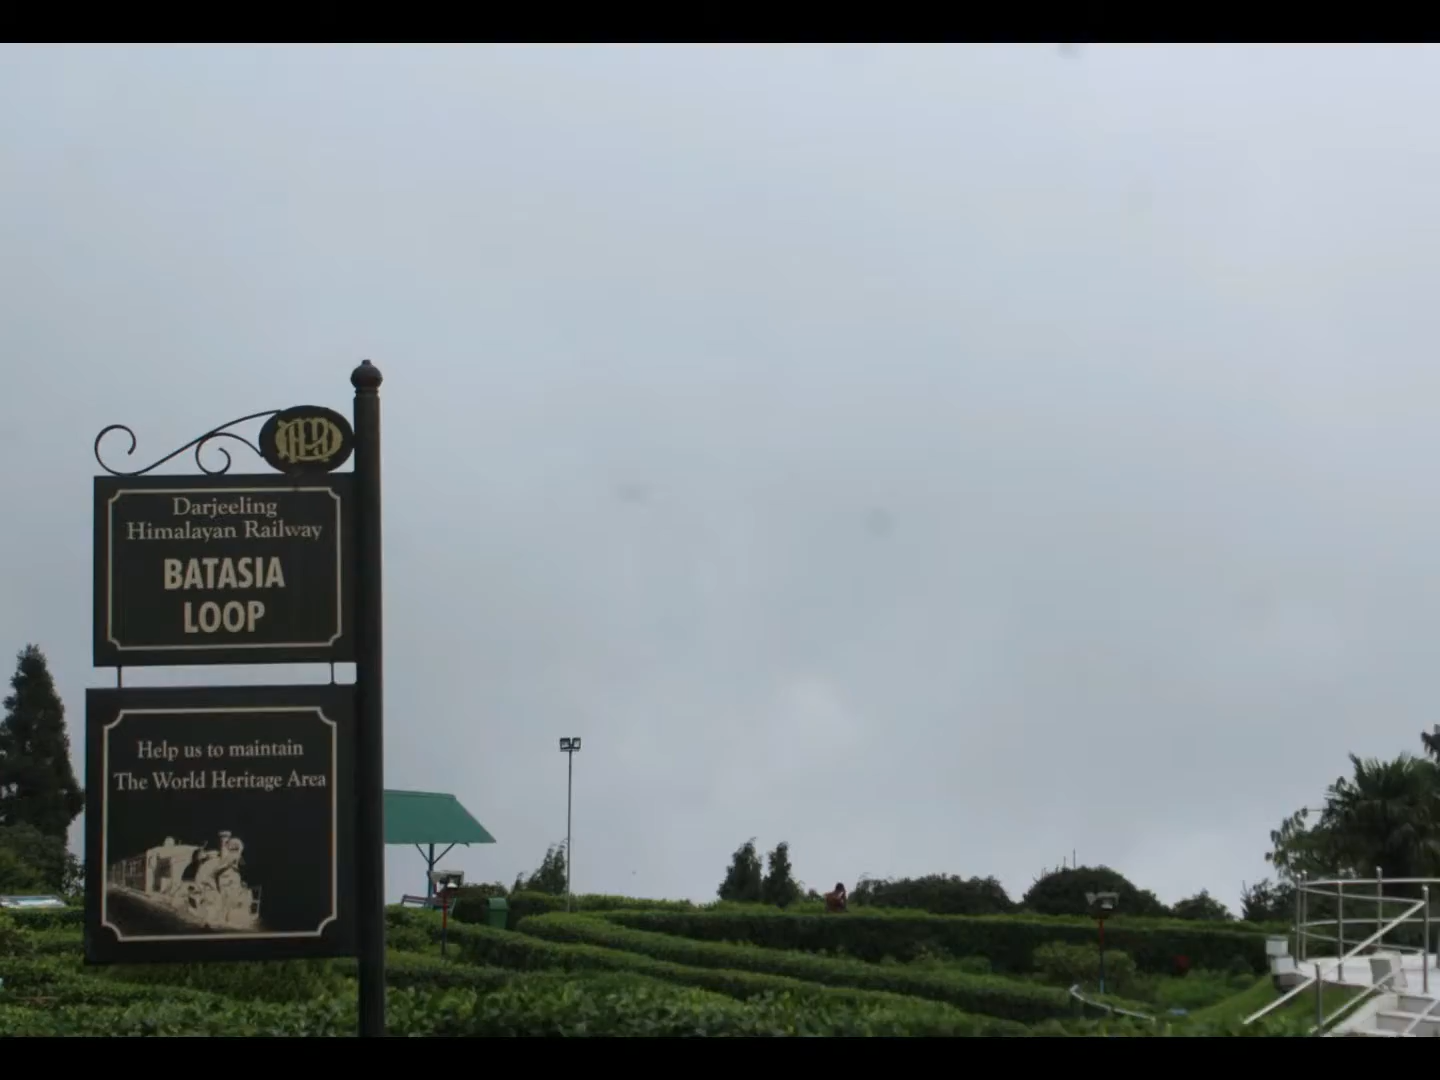 Darjeeling
Himalayan Railway
BATASIA
LOOP
Help us to maintain
The World Heritage Area